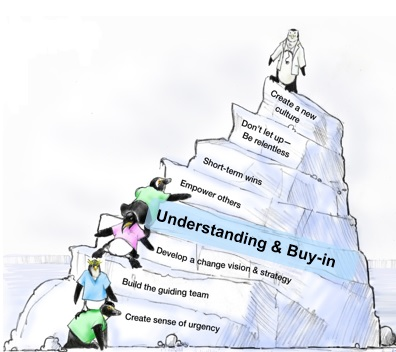 Create a new
culture
Don't let up—
Be relentless
Short-term wins
Empower others
Understanding & Buy-in
Develop a change vision & strategy
Build the guiding team
Create sense of urgency